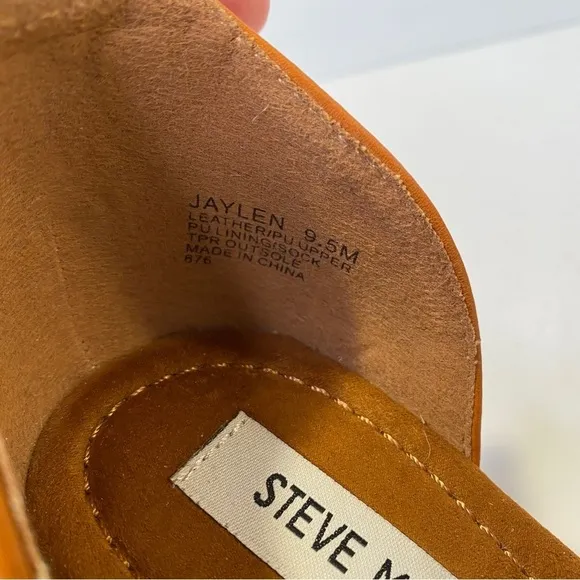 JAYLEN 9.5M
LEATHER/PU UPPER
PU LINING/SOCK
TPR OUTSOLE
MADE IN CHINA
876
STEVE M